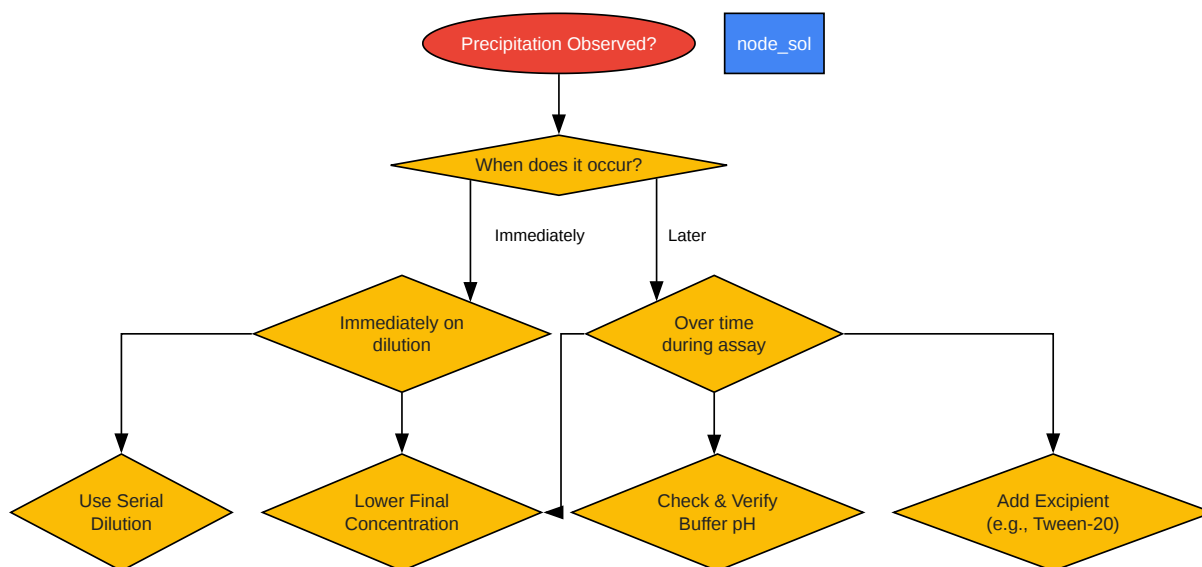 Precipitation Observed?
node_sol
When does it occur?
Immediately
Later
Immediately on
dilution
Over time
during assay
Use Serial
Dilution
Lower Final
Concentration
Check & Verify
Buffer pH
Add Excipient
(e.g., Tween-20)